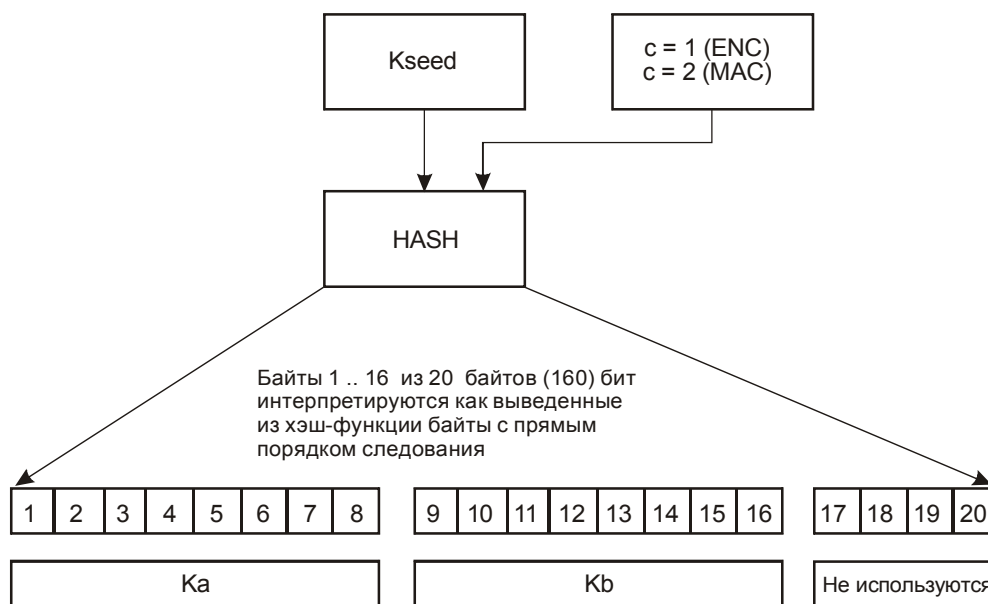 Kseed
c = 1 (ENC)
c = 2 (MAC)
HASH
Байты 1 .. 16 из 20 байтов (160) бит
интерпретируются как выведенные
из хэш-функции байты с прямым
порядком следования
1 2 3 4 5 6 7 8 9 10 11 12 13 14 15 16 17 18 19 20
Ka Kb Не используются